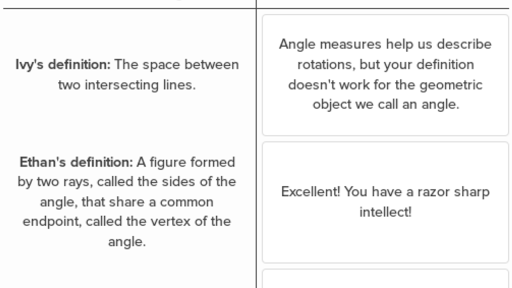 Ivy's definition: The space between
two intersecting lines.
Angle measures help us describe
rotations, but your definition
doesn't work for the geometric
object we call an angle.
Ethan's definition: A figure formed
by two rays, called the sides of the
angle, that share a common
endpoint, called the vertex of the
angle.
Excellent! You have a razor sharp
intellect!